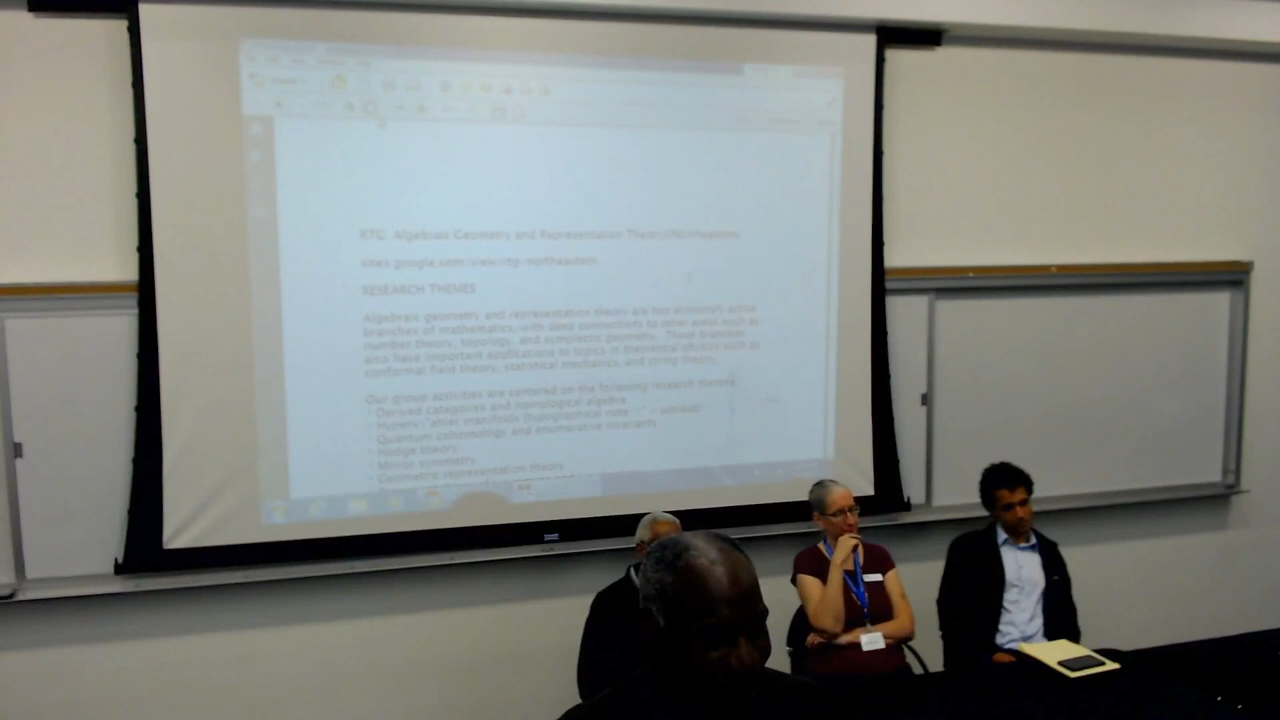 RTG: Algebraic Geometry and Representation Theory@Northeastern
sites.google.com/view/rtg-northeastern
RESEARCH THEMES
Algebraic geometry and representation theory are two extremely active
branches of mathematics, with deep connections to other areas such as
number theory, topology, and symplectic geometry. These branches
also have important applications to topics in theoretical physics such as
conformal field theory, statistical mechanics, and string theory.
Our group activities are centered on the following research themes:
Derived categories and homological algebra
manifolds (typographical note:
Quantum cohomology and enumerative invariants
Hodge theory
Mirror symmetry
Geometric representation theory